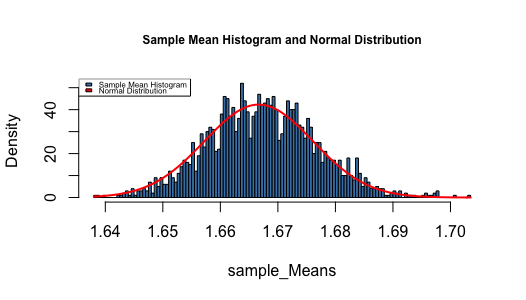 Sample Mean Histogram and Normal Distribution
Sample Mean Histogram
Normal Distribution
Density
40
20
0
1.64 1.65 1.66 1.67 1.68 1.69 1.70
sample_Means